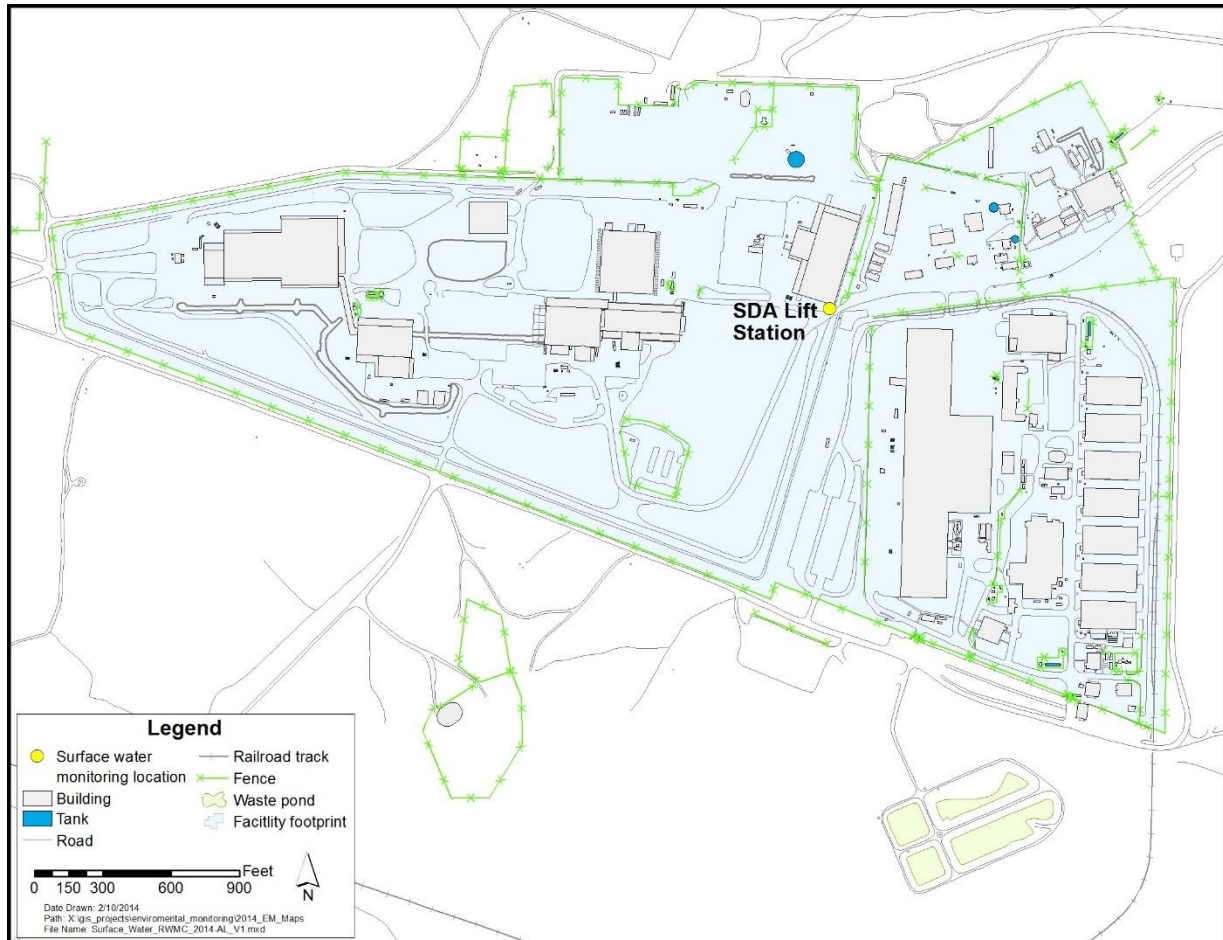 SDA Lift
Station
Legend
Surface water
monitoring location
Building
Tank
Road
Railroad track
Fence
Waste pond
Facitlity footprint
Feet
0 150 300 600 900
N
Date Drawn: 2/10/2014
Path: X:\gis_projects\enviromental_monitoring\2014_EM_Maps
File Name: Surface_Water_RWMC_2014-AL_V1.mxd